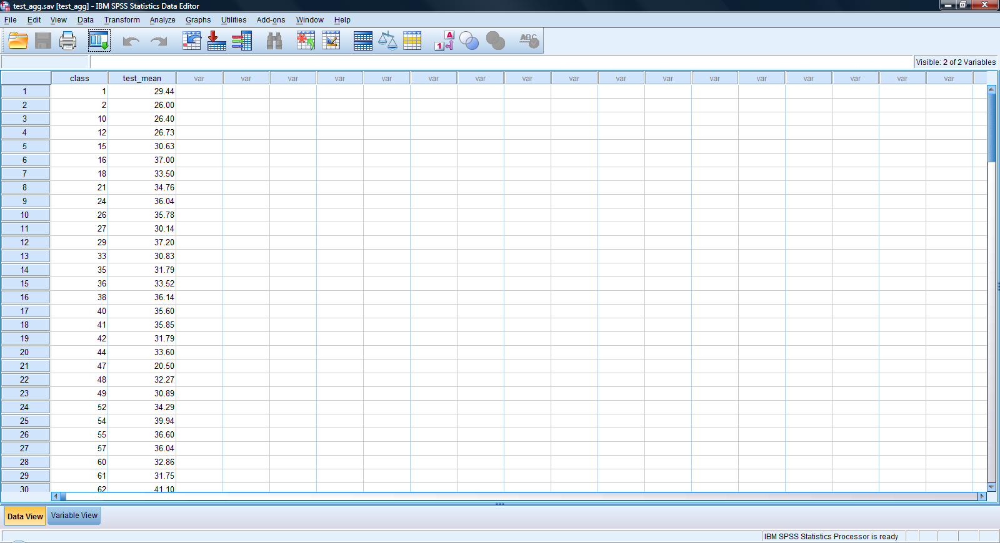 test_agg.sav [test_agg] - IBM SPSS Statistics Data Editor
File Edit View Data Transform Analyze Graphs Utilities Add-ons Window Help
A
1
ABC
Visible: 2 of 2 Variables
class test_mean var var var var var var var var var var var var var var var var var
1 1 29.44
2 2 26.00
3 10 26.40
4 12 26.73
5 15 30.63
6 16 37.00
7 18 33.50
8 21 34.76
9 24 36.04
10 26 35.78
11 27 30.14
12 29 37.20
13 33 30.83
14 35 31.79
15 36 33.52
16 38 36.14
17 40 35.60
18 41 35.85
19 42 31.79
20 44 33.60
21 47 20.50
22 48 32.27
23 49 30.89
24 52 34.29
25 54 39.94
26 55 36.60
27 57 36.04
28 60 32.86
29 61 31.75
30 62 41.10
Data View Variable View
IBM SPSS Statistics Processor is ready